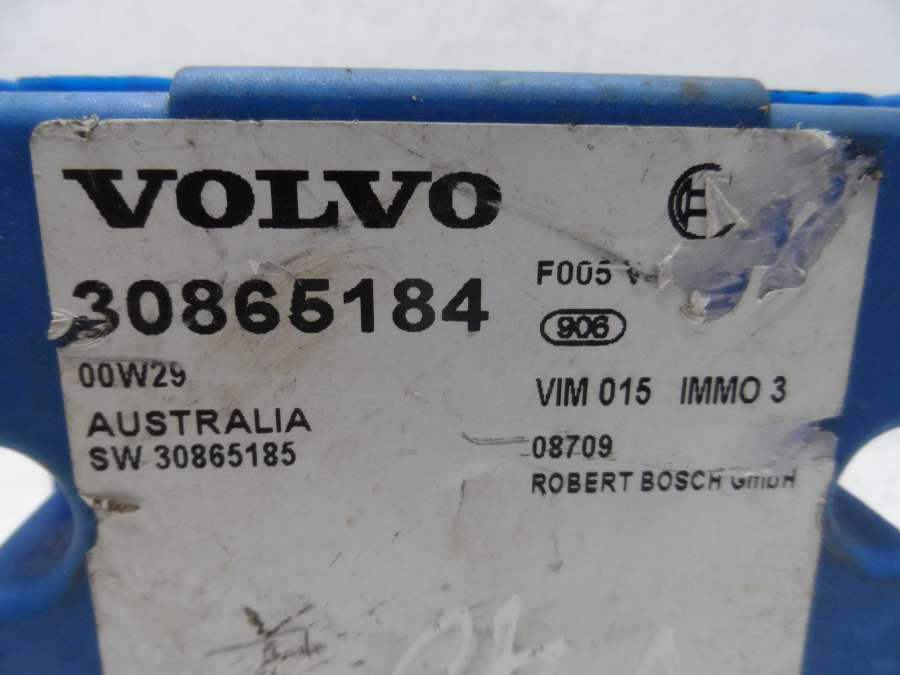 VOLVO
30865184
00W29
AUSTRALIA
SW 30865185
F005
906
VIM 015 IMMO 3
08709
ROBERT BOSCH GmbH